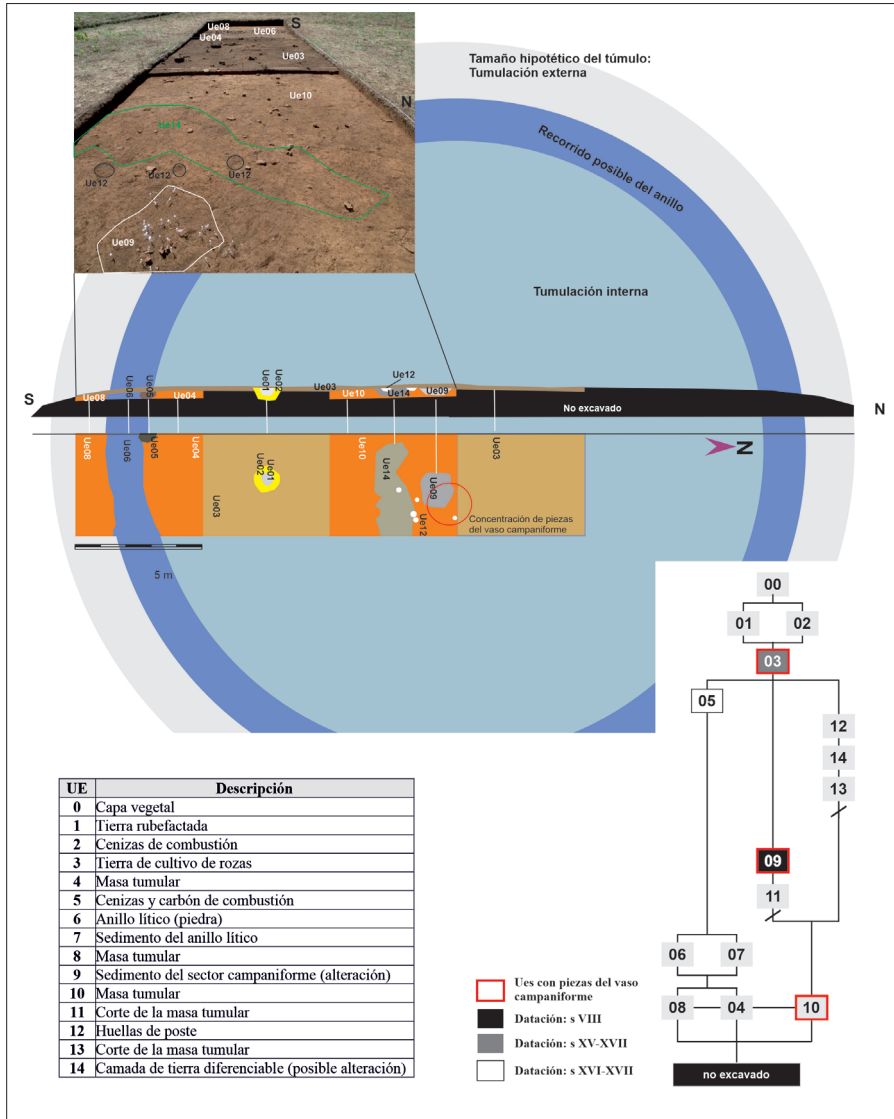 S
Ue08
Ue04
Ue06
Ue03
N
Ue10
Ue14
Ue12
Ue12
Ue12
Ue09
Tamaño hipotético del túmulo:
Tumulación externa
Recorrido posible del anillo
Tumulación interna
S
Ue08
Ue06
Ue05
Ue04
Ue01
Ue02
Ue03
Ue10
Ue12
Ue14
Ue09
No excavado
N
Ue08
Ue06
Ue05
Ue04
Ue03
Ue02
Ue01
Ue10
Ue14
Ue12
Ue09
Ue03
N
Concentración de piezas
del vaso campaniforme
5 m
00
01 02
03
05
12
14
13
09
11
06 07
08 04 10
no excavado
UE Descripción
0 Capa vegetal
1 Tierra rubefactada
2 Cenizas de combustión
3 Tierra de cultivo de rozas
4 Masa tumular
5 Cenizas y carbón de combustión
6 Anillo lítico (piedra)
7 Sedimento del anillo lítico
8 Masa tumular
9 Sedimento del sector campaniforme (alteración)
10 Masa tumular
11 Corte de la masa tumular
12 Huellas de poste
13 Corte de la masa tumular
14 Camada de tierra diferenciable (posible alteración)
Ues con piezas del vaso
campaniforme
Datación: s VIII
Datación: s XV-XVII
Datación: s XVI-XVII